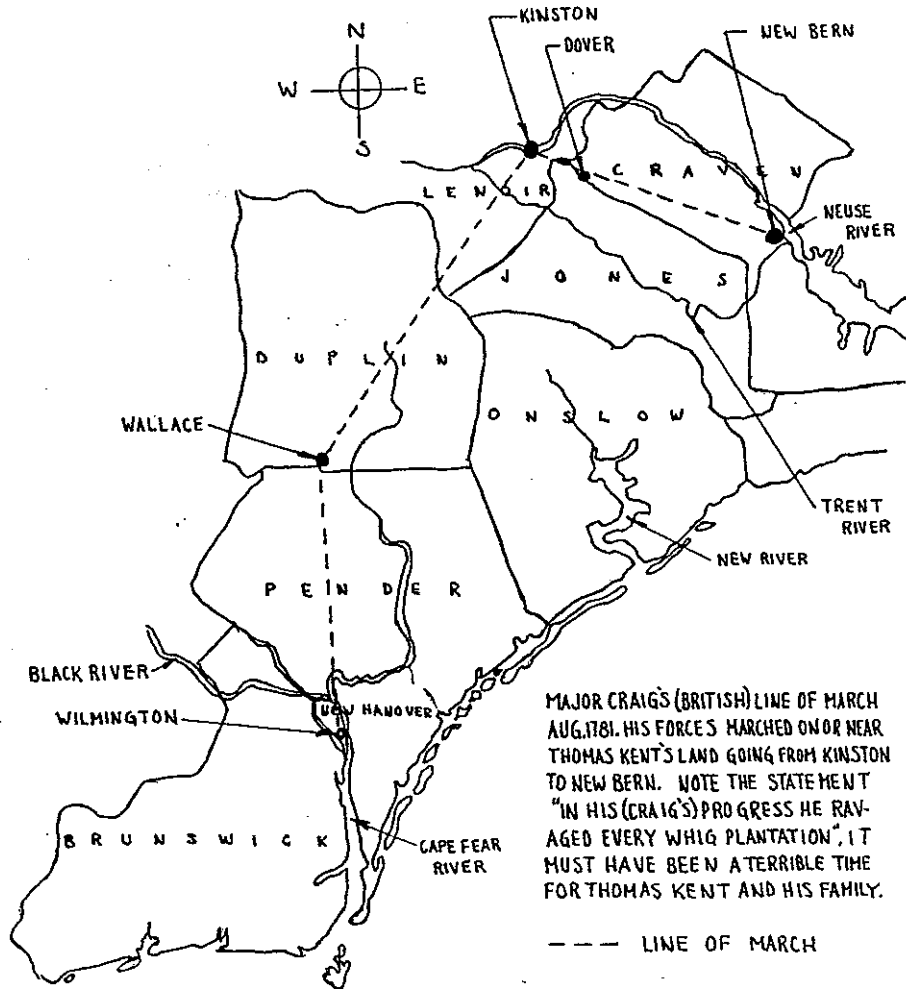 KINSTON
DOVER
NEW BERN
N
W E
S
CRAVEN
LENOIR
NEUSE
RIVER
JONES
DUPLIN
ONSLOW
WALLACE
TRENT
RIVER
NEW RIVER
PENDER
BLACK RIVER
WILMINGTON
NEW HANOVER
BRUNSWICK
CAPE FEAR
RIVER
MAJOR CRAIG'S (BRITISH) LINE OF MARCH
AUG.1781. HIS FORCES MARCHED ON OR NEAR
THOMAS KENT'S LAND GOING FROM KINSTON
TO NEW BERN. NOTE THE STATEMENT
"IN HIS (CRAIG'S) PROGRESS HE RAV-
AGED EVERY WHIG PLANTATION", IT
MUST HAVE BEEN A TERRIBLE TIME
FOR THOMAS KENT AND HIS FAMILY.
--- LINE OF MARCH